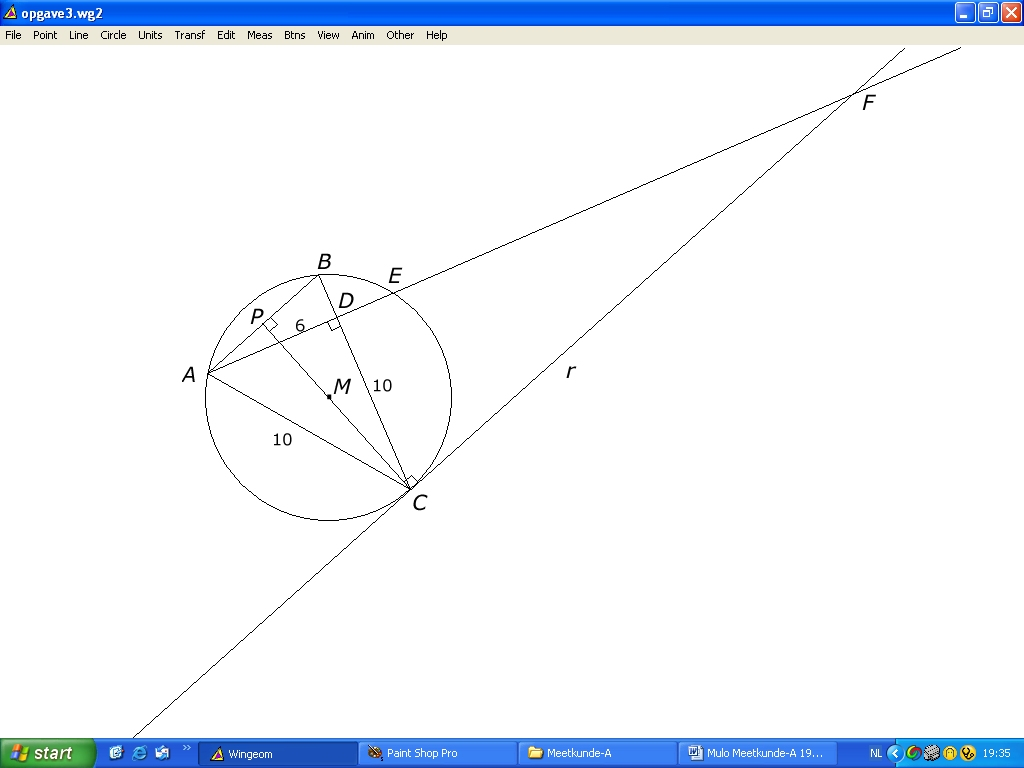 opgave3.wg2
File Point Line Circle Units Transf Edit Meas Btns View Anim Other Help
F
B
E
P
D
6
A
M
10
r
10
C
start
Wingeom
Paint Shop Pro
Meetkunde-A
Mulo Meetkunde-A 19...
NL
19:35